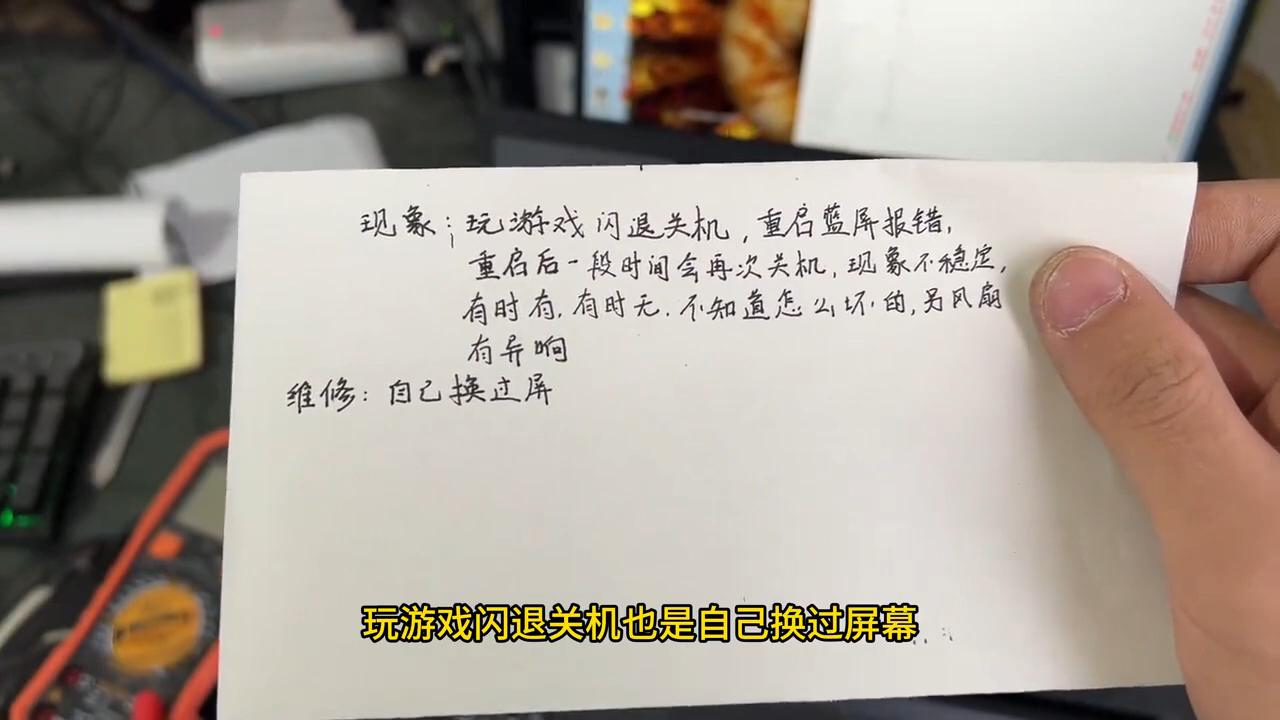 现象：玩游戏闪退关机，重启蓝屏报错，
重启后一段时间会再次关机，现象不稳定，
有时有，有时无，不知道怎么坏的，另风扇
有异响
维修：自己换过屏
玩游戏闪退关机也是自己换过屏幕